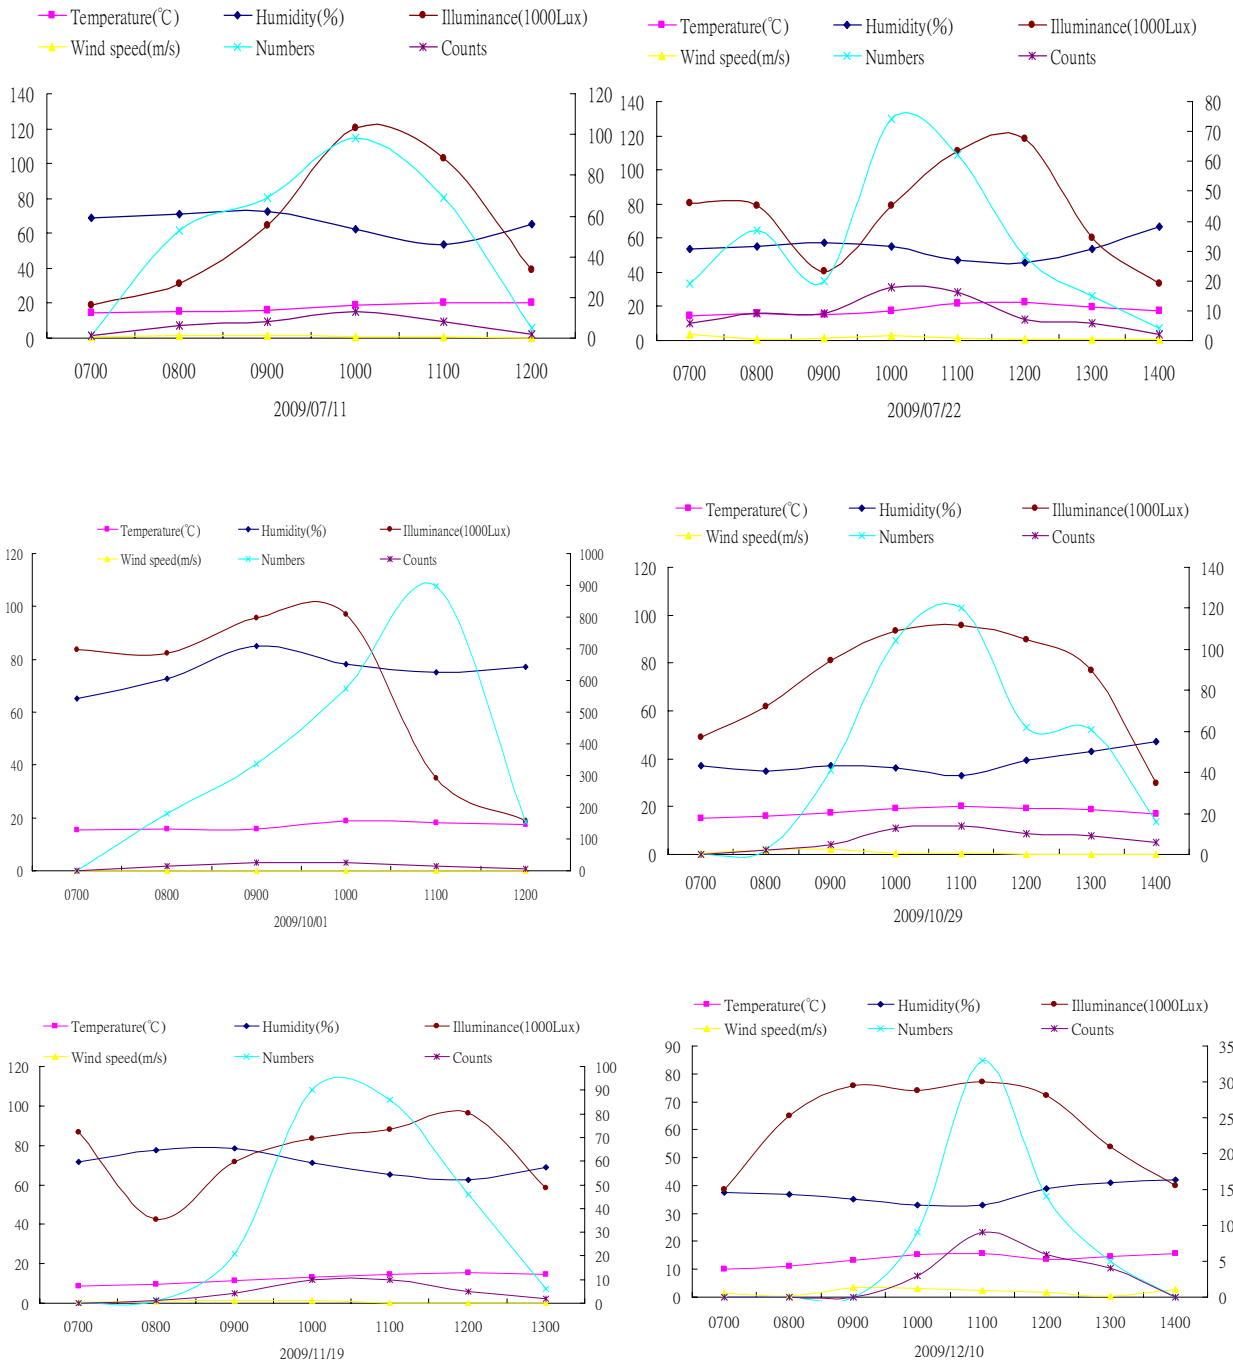 Temperature(℃) Humidity(%) Illuminance(1000Lux)
Wind speed(m/s) Numbers Counts
140 120 100 80 60 40 20 0
120 100 80 60 40 20 0
0700 0800 0900 1000 1100 1200
2009/07/11
Temperature(℃) Humidity(%) Illuminance(1000Lux)
Wind speed(m/s) Numbers Counts
140 120 100 80 60 40 20 0
80 70 60 50 40 30 20 10 0
0700 0800 0900 1000 1100 1200 1300 1400
2009/07/22
Temperature(℃) Humidity(%) Illuminance(1000Lux)
Wind speed(m/s) Numbers Counts
120 100 80 60 40 20 0
1000 900 800 700 600 500 400 300 200 100 0
0700 0800 0900 1000 1100 1200
2009/10/01
Temperature(℃) Humidity(%) Illuminance(1000Lux)
Wind speed(m/s) Numbers Counts
120 100 80 60 40 20 0
140 120 100 80 60 40 20 0
0700 0800 0900 1000 1100 1200 1300 1400
2009/10/29
Temperature(℃) Humidity(%) Illuminance(1000Lux)
Wind speed(m/s) Numbers Counts
120 100 80 60 40 20 0
100 90 80 70 60 50 40 30 20 10 0
0700 0800 0900 1000 1100 1200 1300
2009/11/19
Temperature(℃) Humidity(%) Illuminance(1000Lux)
Wind speed(m/s) Numbers Counts
90 80 70 60 50 40 30 20 10 0
35 30 25 20 15 10 5 0
0700 0800 0900 1000 1100 1200 1300 1400
2009/12/10